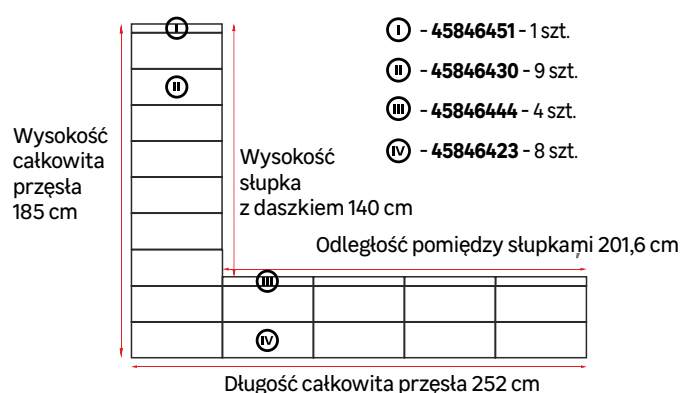 I
II
I - 45846451 - 1 szt.
II - 45846430 - 9 szt.
III - 45846444 - 4 szt.
IV - 45846423 - 8 szt.
Wysokość
całkowita
przęsła
185 cm
Wysokość
słupka
z daszkiem 140 cm
Odległość pomiędzy słupkami 201,6 cm
III
IV
Długość całkowita przęsła 252 cm